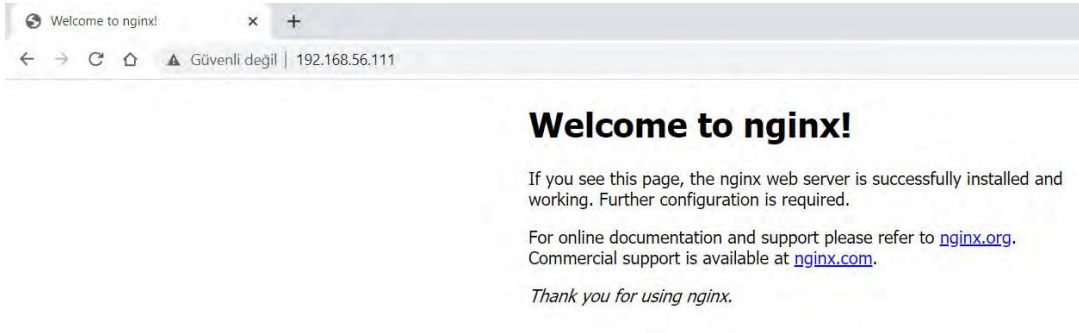 Welcome to nginx!
Güvenli değil | 192.168.56.111
Welcome to nginx!
If you see this page, the nginx web server is successfully installed and
working. Further configuration is required.
For online documentation and support please refer to nginx.org.
Commercial support is available at nginx.com.
Thank you for using nginx.